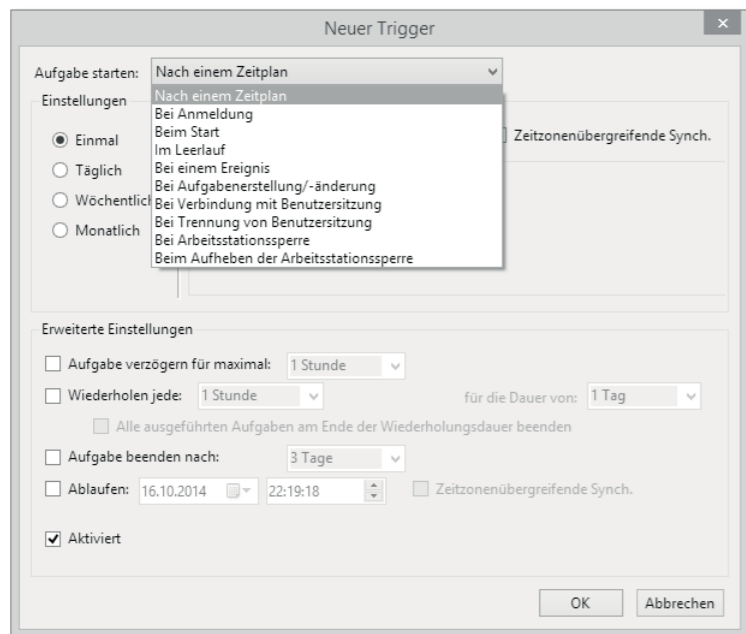 Neuer Trigger
Aufgabe starten: Nach einem Zeitplan
Einstellungen
Nach einem Zeitplan
Bei Anmeldung
Beim Start
Im Leerlauf
Bei einem Ereignis
Bei Aufgabenerstellung/-änderung
Bei Verbindung mit Benutzersitzung
Bei Trennung von Benutzersitzung
Bei Arbeitsstationssperre
Beim Aufheben der Arbeitsstationssperre
Einmal
Täglich
Wöchentlich
Monatlich
Zeitzonenübergreifende Synch.
Erweiterte Einstellungen
Aufgabe verzögern für maximal: 1 Stunde
Wiederholen jede: 1 Stunde für die Dauer von: 1 Tag
Alle ausgeführten Aufgaben am Ende der Wiederholungsdauer beenden
Aufgabe beenden nach: 3 Tage
Ablaufen: 16.10.2014 22:19:18 Zeitzonenübergreifende Synch.
Aktiviert
OK Abbrechen